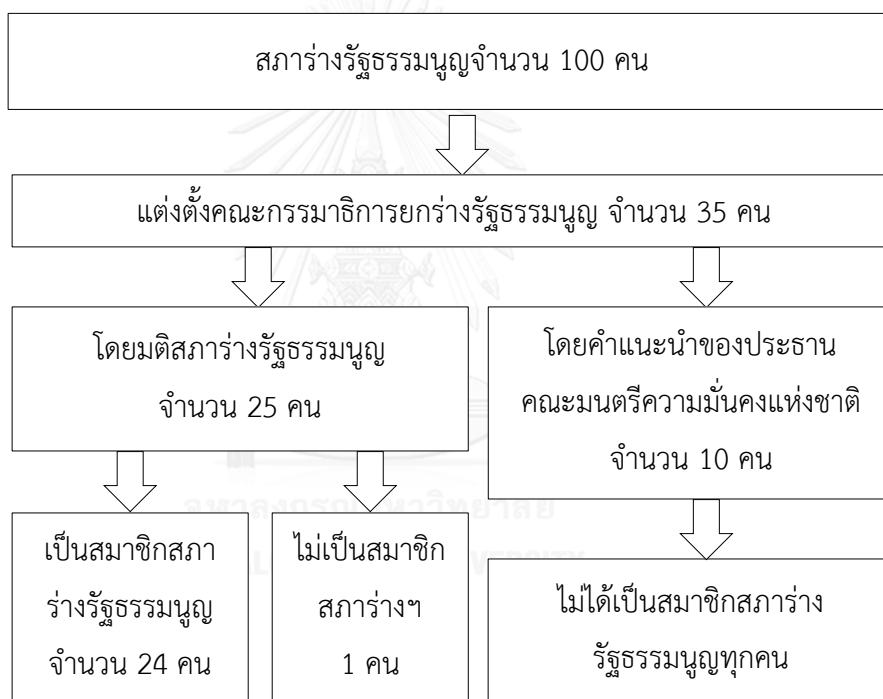 สภาร่างรัฐธรรมนูญจำนวน 100 คน
แต่งตั้งคณะกรรมาธิการยกร่างรัฐธรรมนูญ จำนวน 35 คน
โดยมติสภาร่างรัฐธรรมนูญ
จำนวน 25 คน
โดยคำแนะนำของประธาน
คณะมนตรีความมั่นคงแห่งชาติ
จำนวน 10 คน
เป็นสมาชิกสภา
ร่างรัฐธรรมนูญ
จำนวน 24 คน
ไม่เป็นสมาชิก
สภาร่างฯ
1 คน
ไม่ได้เป็นสมาชิกสภาร่าง
รัฐธรรมนูญทุกคน